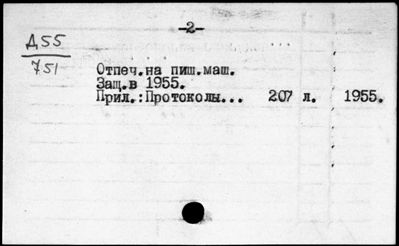 -2-
Д55
751
Отпеч.на пиш.маш.
Защ.в 1955.
Прил.:Протоколы... 207 л. 1955.